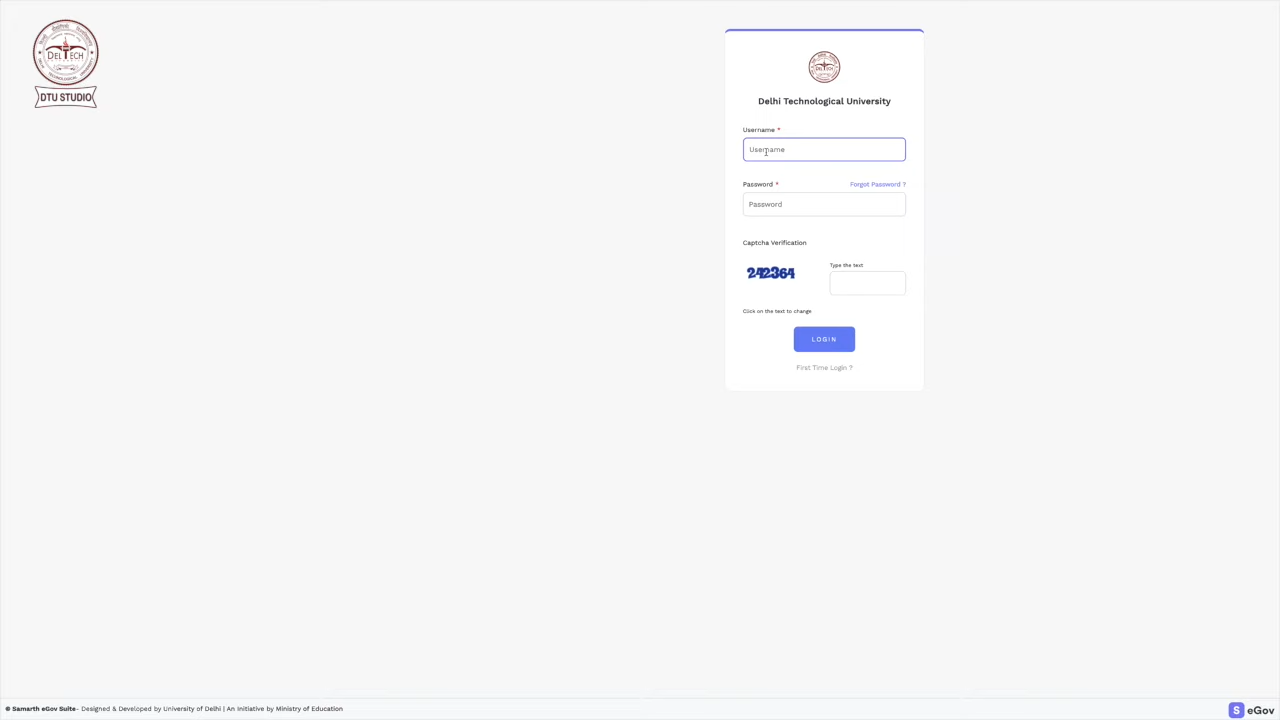 DELTECH
DTU STUDIO
DELTECH
Delhi Technological University
Username *
Username
Password *
Forgot Password ?
Password
Captcha Verification
242364
Type the text
Click on the text to change
LOGIN
First Time Login ?
© Samarth eGov Suite- Designed & Developed by University of Delhi | An Initiative by Ministry of Education
S eGov